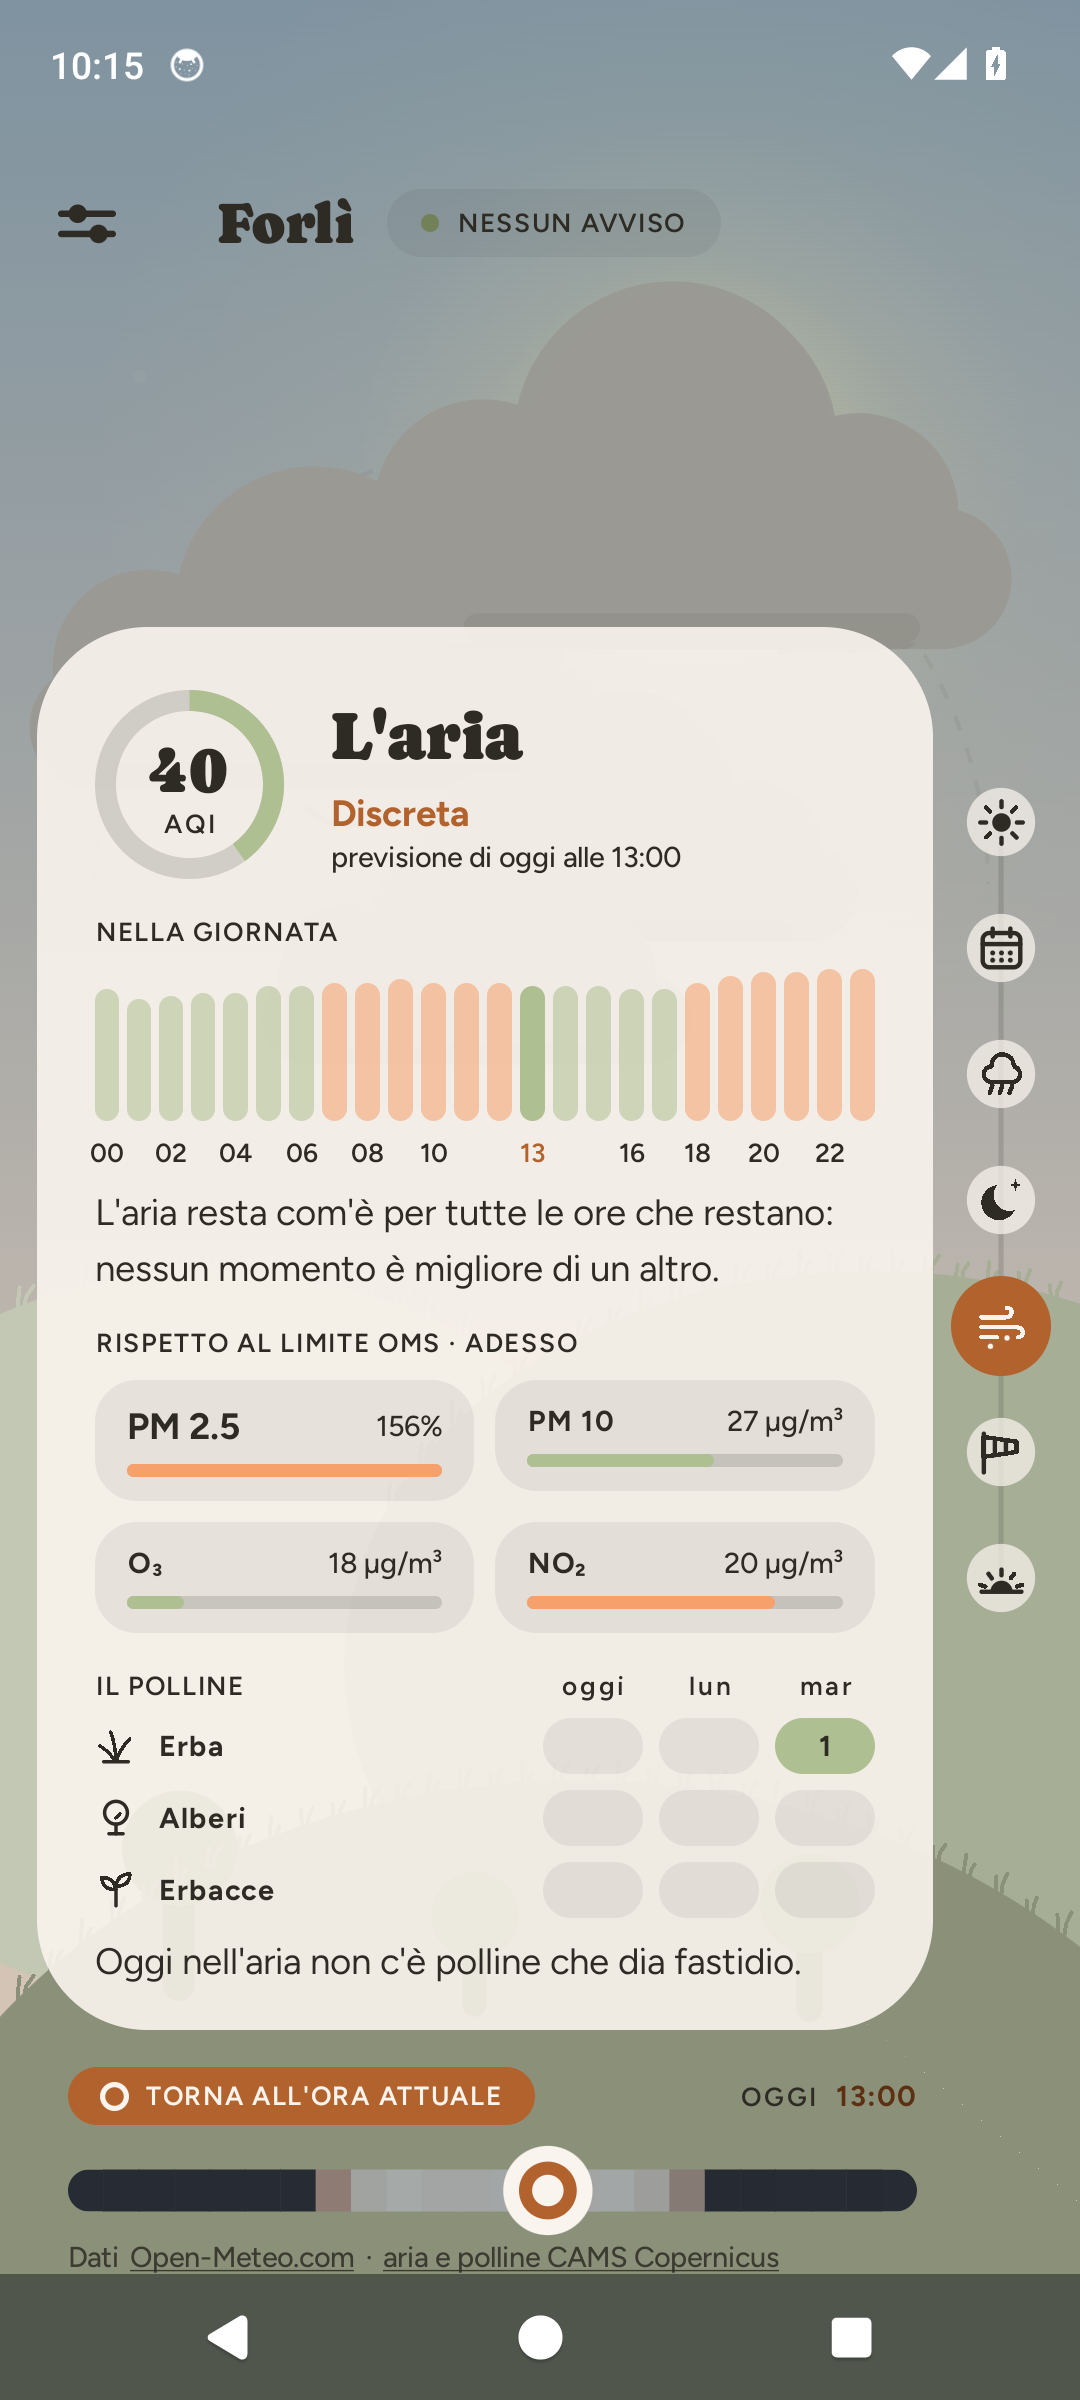 10:15
Forlì
NESSUN AVVISO
40
AQI
L'aria
Discreta
previsione di oggi alle 13:00
NELLA GIORNATA
00 02 04 06 08 10 13 16 18 20 22
L'aria resta com'è per tutte le ore che restano:
nessun momento è migliore di un altro.
RISPETTO AL LIMITE OMS · ADESSO
PM 2.5 156%
PM 10 27 µg/m³
O₃ 18 µg/m³
NO₂ 20 µg/m³
IL POLLINE oggi lun mar
Erba 1
Alberi
Erbacce
Oggi nell'aria non c'è polline che dia fastidio.
TORNA ALL'ORA ATTUALE
OGGI 13:00
Dati Open-Meteo.com · aria e polline CAMS Copernicus